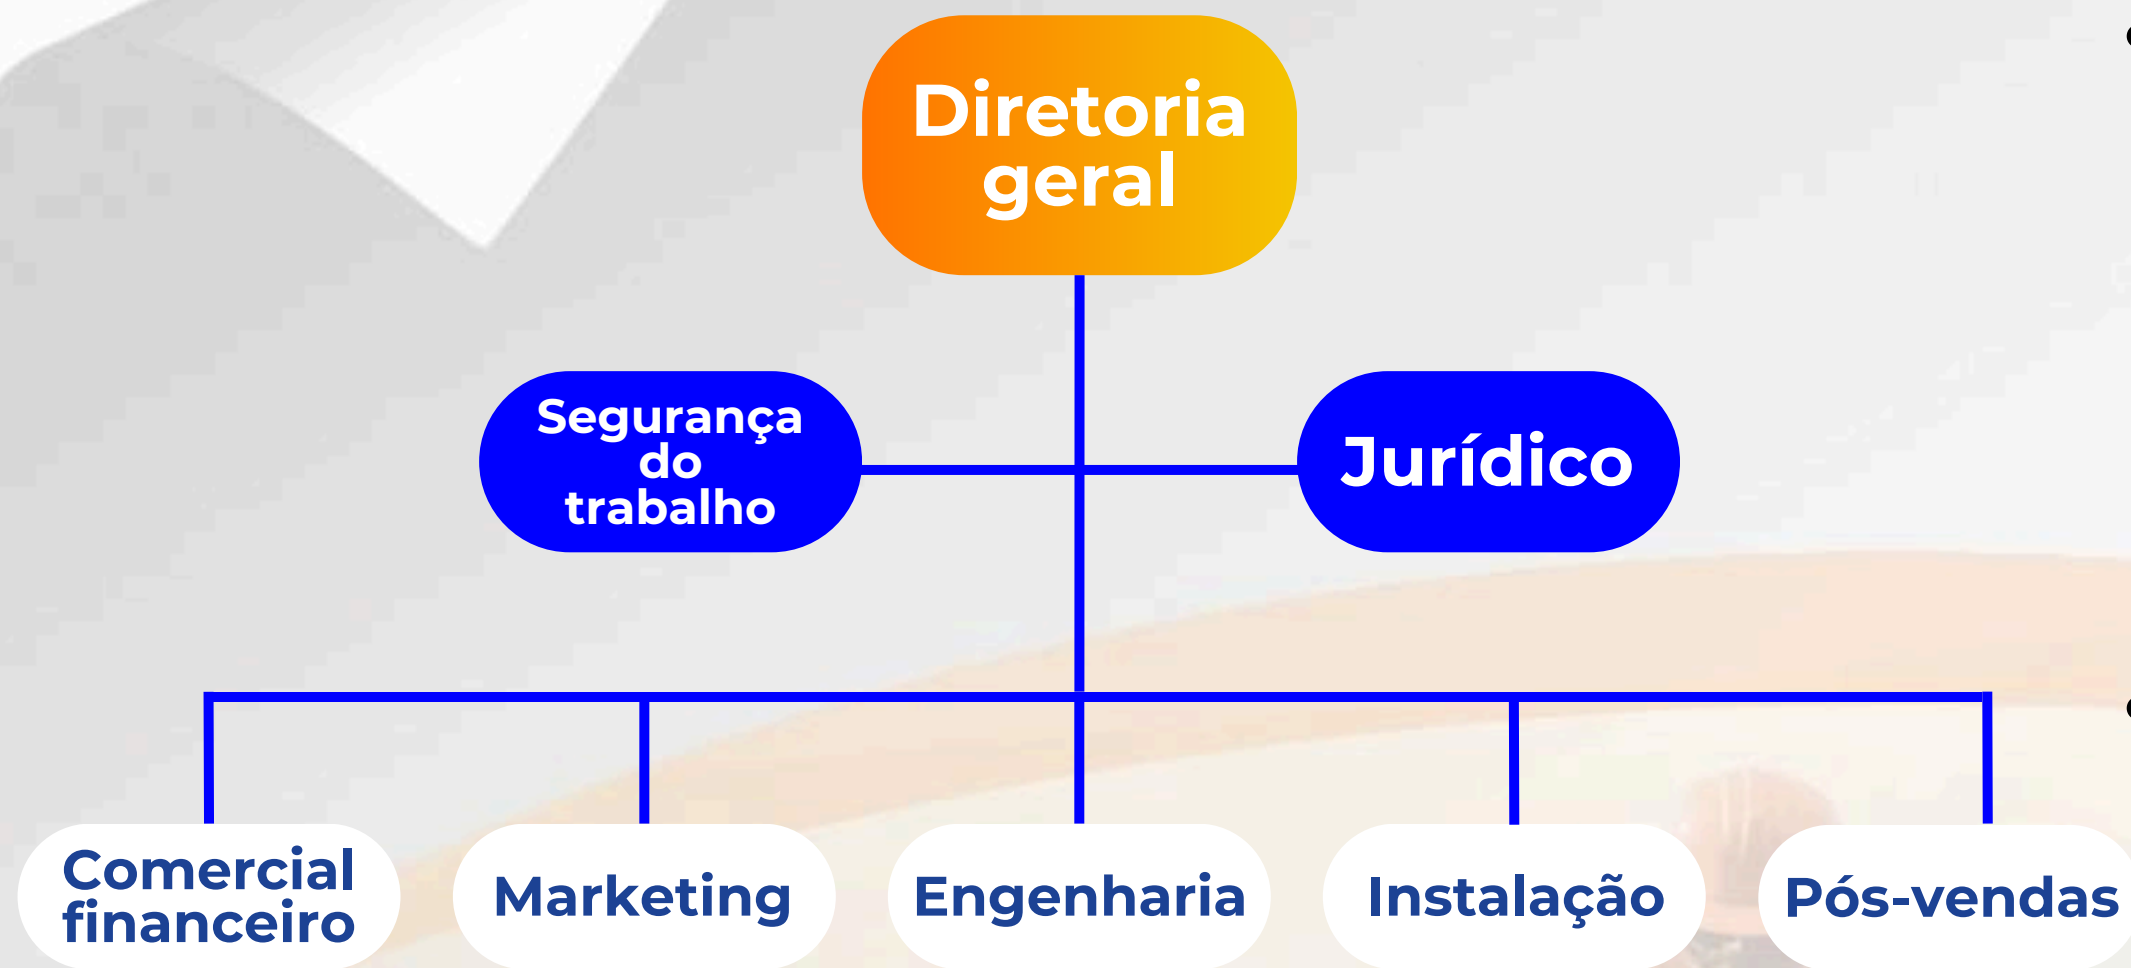 Diretoria
geral
Segurança
do
trabalho
Jurídico
Comercial
financeiro
Marketing
Engenharia
Instalação
Pós-vendas